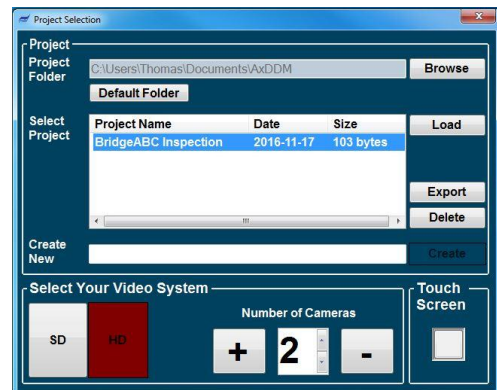 Project Selection
Project
Project Folder
C:\Users\Thomas\Documents\AxDDM
Browse
Default Folder
Select Project
Project Name Date Size
BridgeABC Inspection 2016-11-17 103 bytes
Load
Export
Delete
Create New
Create
Select Your Video System
SD
HD
Number of Cameras
+ 2 -
Touch Screen